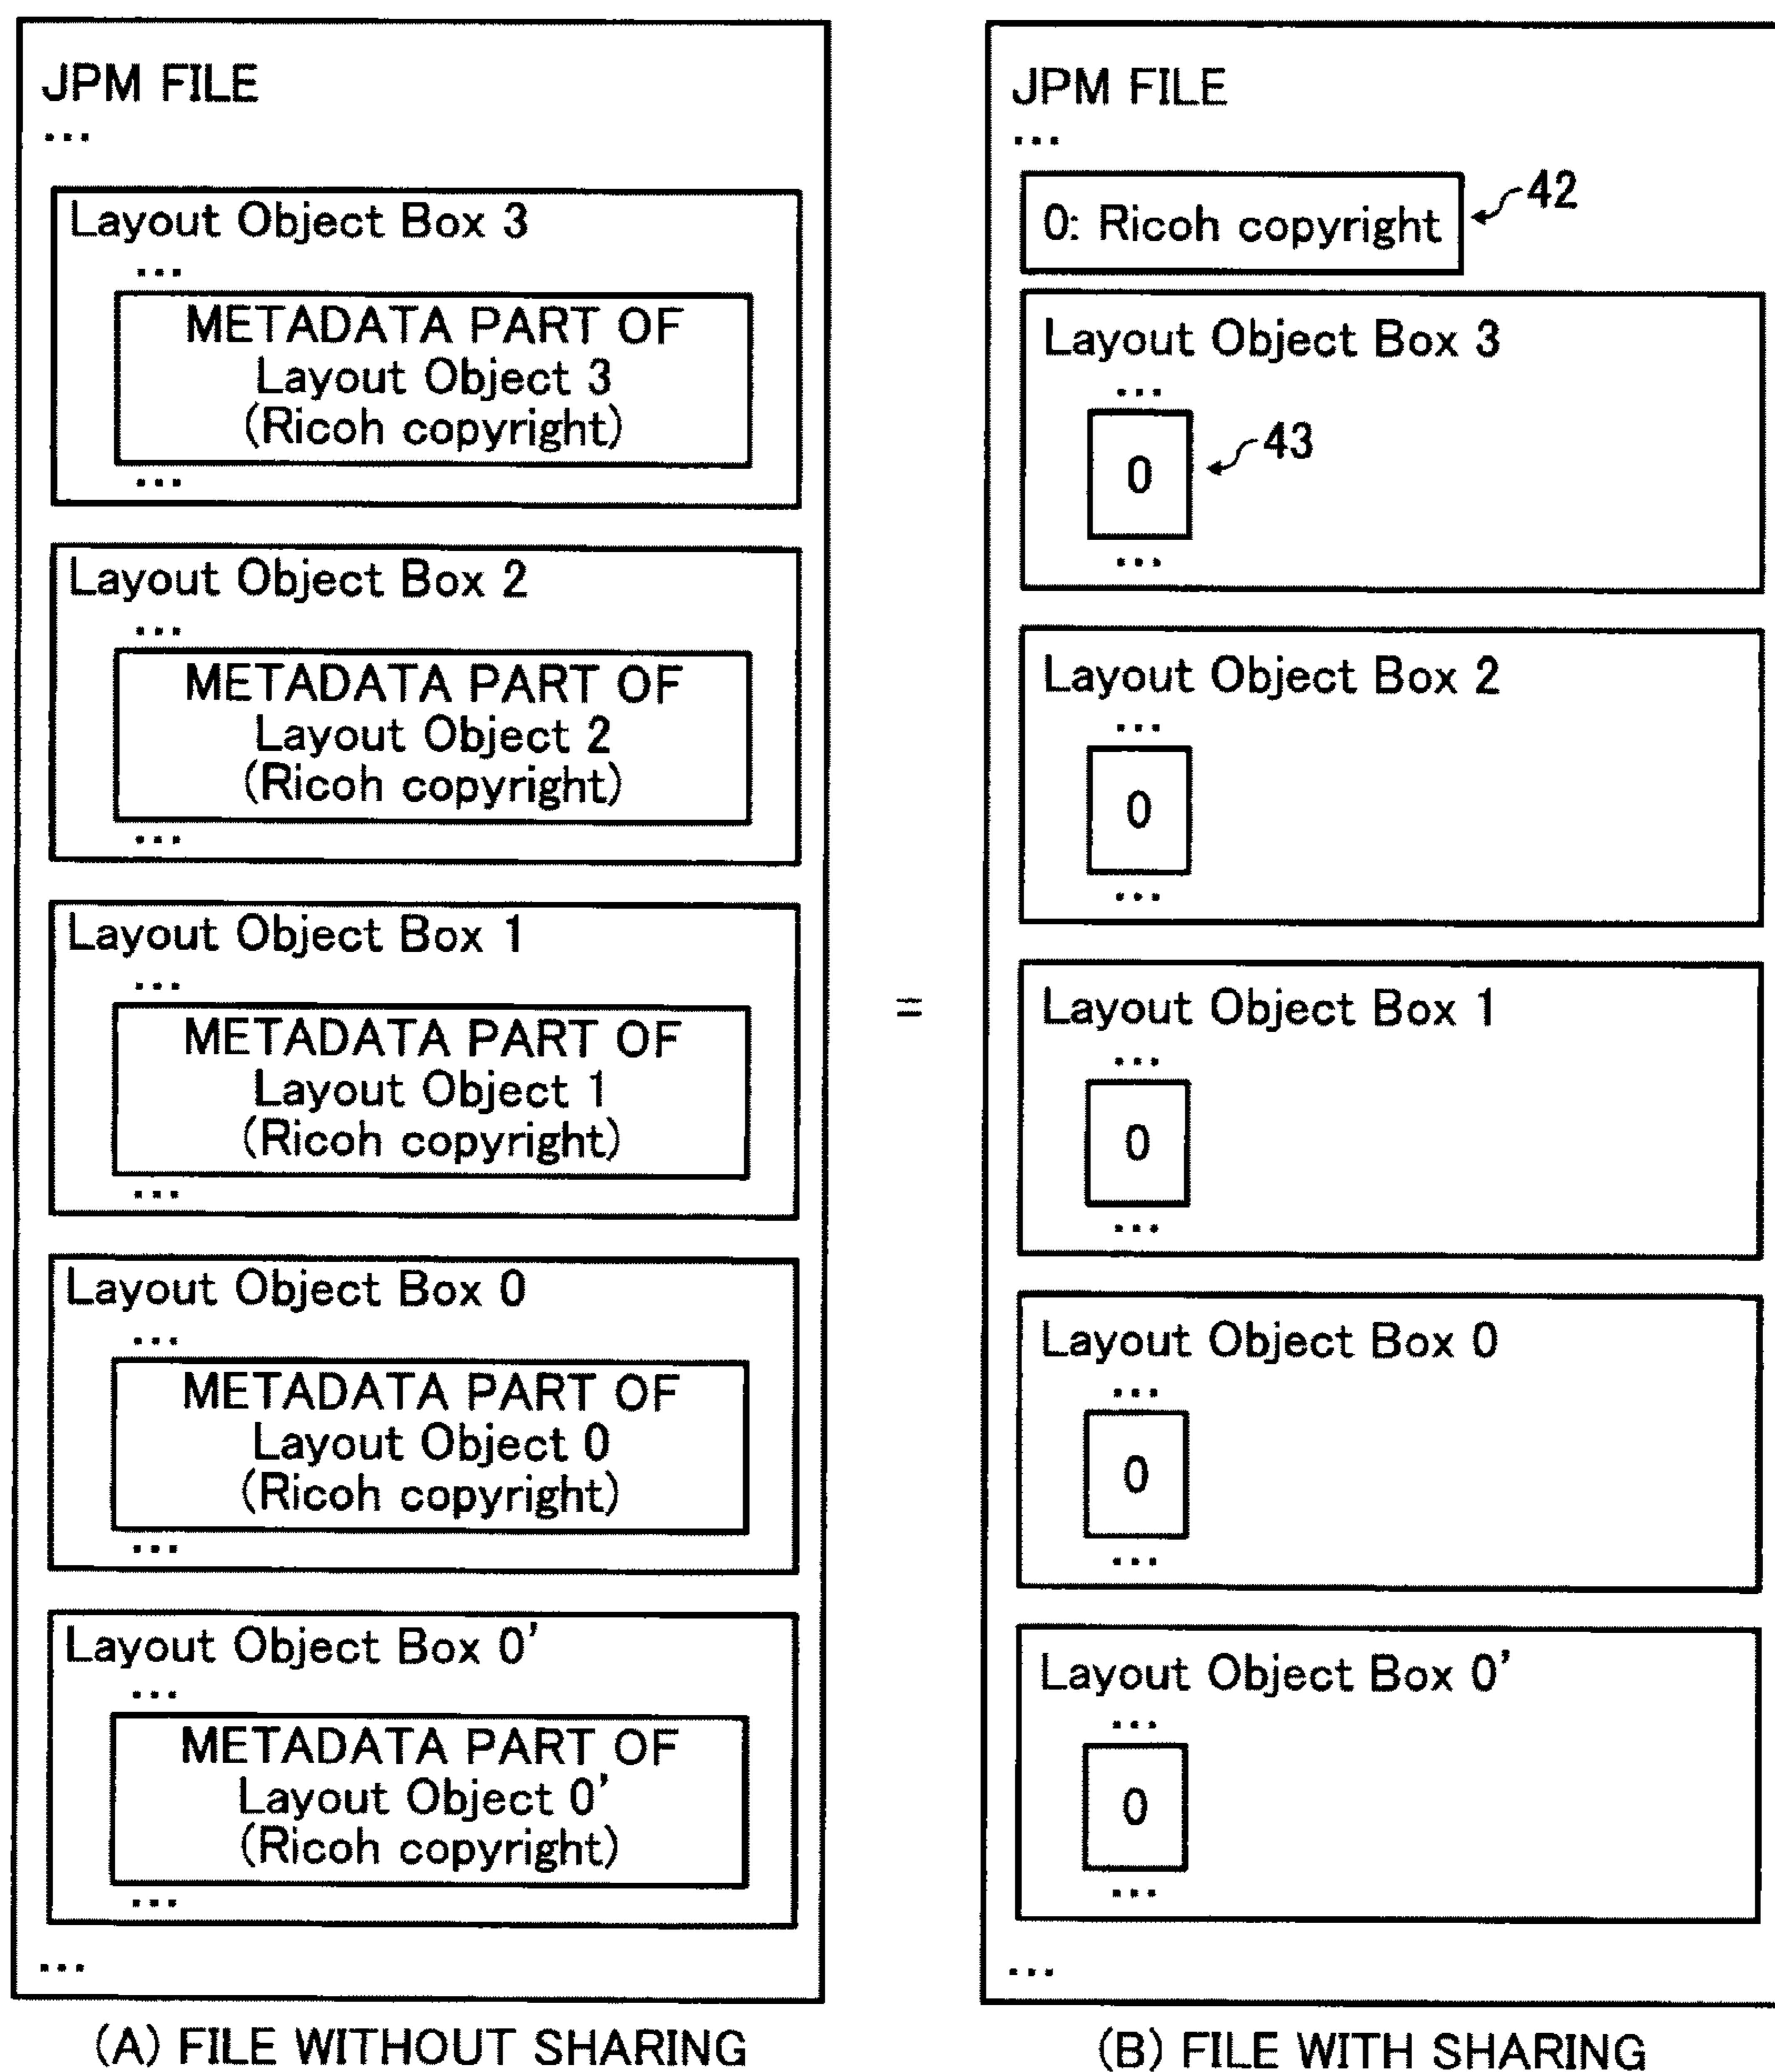 JPM FILE
...
Layout Object Box 3
...
METADATA PART OF
Layout Object 3
(Ricoh copyright)
...
Layout Object Box 2
...
METADATA PART OF
Layout Object 2
(Ricoh copyright)
...
Layout Object Box 1
...
METADATA PART OF
Layout Object 1
(Ricoh copyright)
...
Layout Object Box 0
...
METADATA PART OF
Layout Object 0
(Ricoh copyright)
...
Layout Object Box 0'
...
METADATA PART OF
Layout Object 0'
(Ricoh copyright)
...
...
(A) FILE WITHOUT SHARING
=
JPM FILE
...
0: Ricoh copyright
42
Layout Object Box 3
...
0
43
...
Layout Object Box 2
...
0
...
Layout Object Box 1
...
0
...
Layout Object Box 0
...
0
...
Layout Object Box 0'
...
0
...
...
(B) FILE WITH SHARING